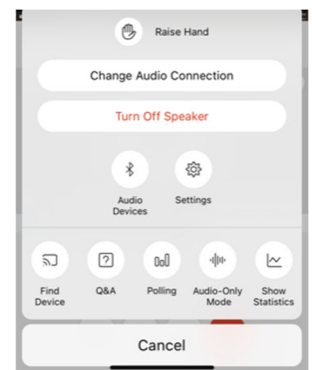 Raise Hand
Change Audio Connection
Turn Off Speaker
Audio
Devices
Settings
Find
Device
Q&A
Polling
Audio-Only
Mode
Show
Statistics
Cancel